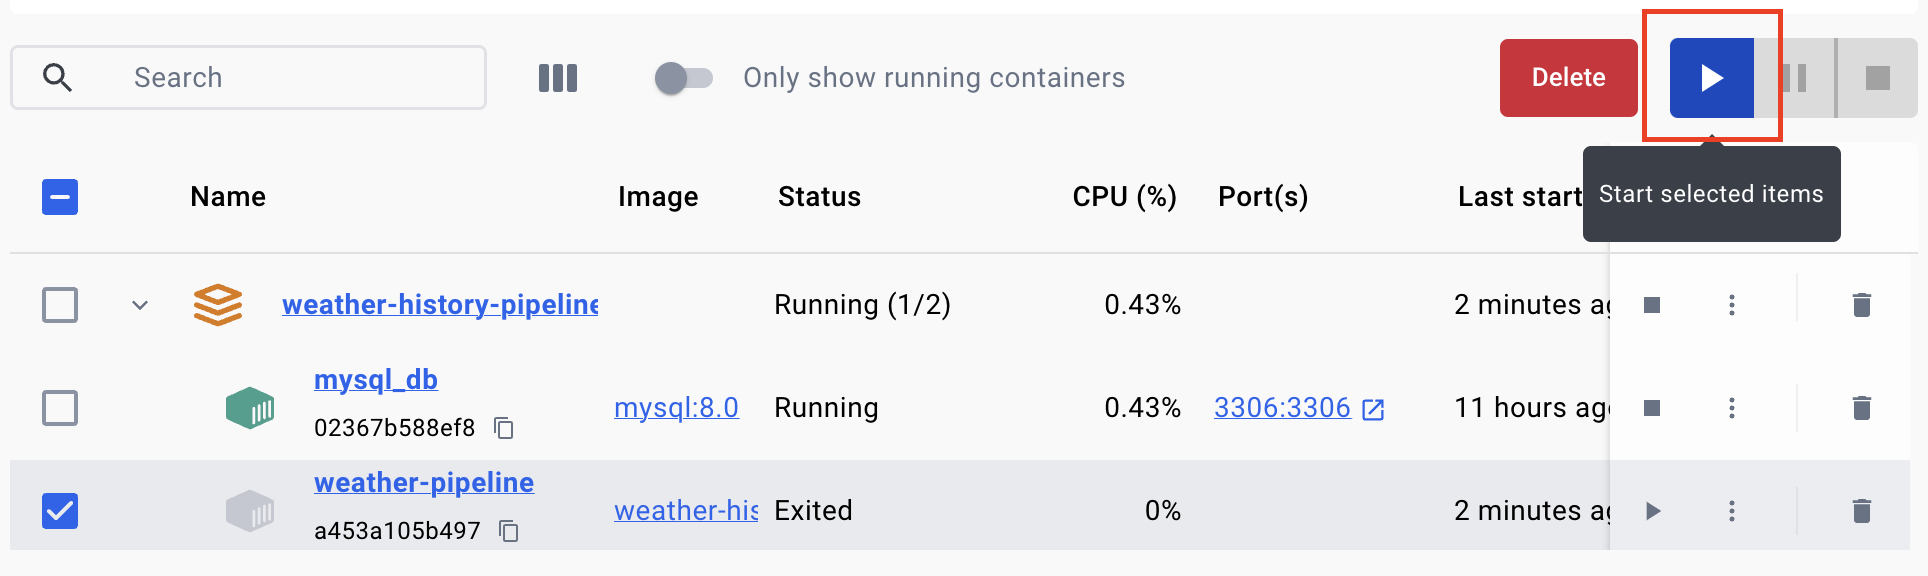 Search
Only show running containers
Delete
Start selected items
Name Image Status CPU (%) Port(s) Last start
weather-history-pipeline Running (1/2) 0.43% 2 minutes ag
mysql_db
02367b588ef8 mysql:8.0 Running 0.43% 3306:3306 11 hours ago
weather-pipeline
a453a105b497 weather-his Exited 0% 2 minutes ag